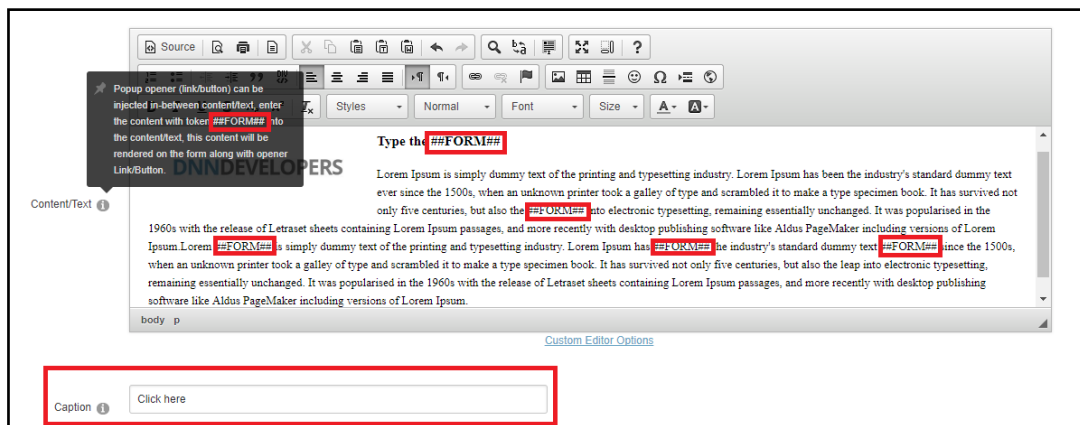 Source
Styles
Normal
Font
Size
Popup opener (link/button) can be
injected in-between content/text, enter
the content with token ##FORM## into
the content/text, this content will be
rendered on the form along with opener
Link/Button.
Type the ##FORM##
DNNDEVELOPERS
Lorem Ipsum is simply dummy text of the printing and typesetting industry. Lorem Ipsum has been the industry's standard dummy text
ever since the 1500s, when an unknown printer took a galley of type and scrambled it to make a type specimen book. It has survived not
only five centuries, but also the ##FORM## into electronic typesetting, remaining essentially unchanged. It was popularised in the
Content/Text
1960s with the release of Letraset sheets containing Lorem Ipsum passages, and more recently with desktop publishing software like Aldus PageMaker including versions of Lorem
Ipsum.Lorem ##FORM## is simply dummy text of the printing and typesetting industry. Lorem Ipsum has ##FORM## the industry's standard dummy text ##FORM## since the 1500s,
when an unknown printer took a galley of type and scrambled it to make a type specimen book. It has survived not only five centuries, but also the leap into electronic typesetting,
remaining essentially unchanged. It was popularised in the 1960s with the release of Letraset sheets containing Lorem Ipsum passages, and more recently with desktop publishing
software like Aldus PageMaker including versions of Lorem Ipsum.
body p
Custom Editor Options
Caption
Click here